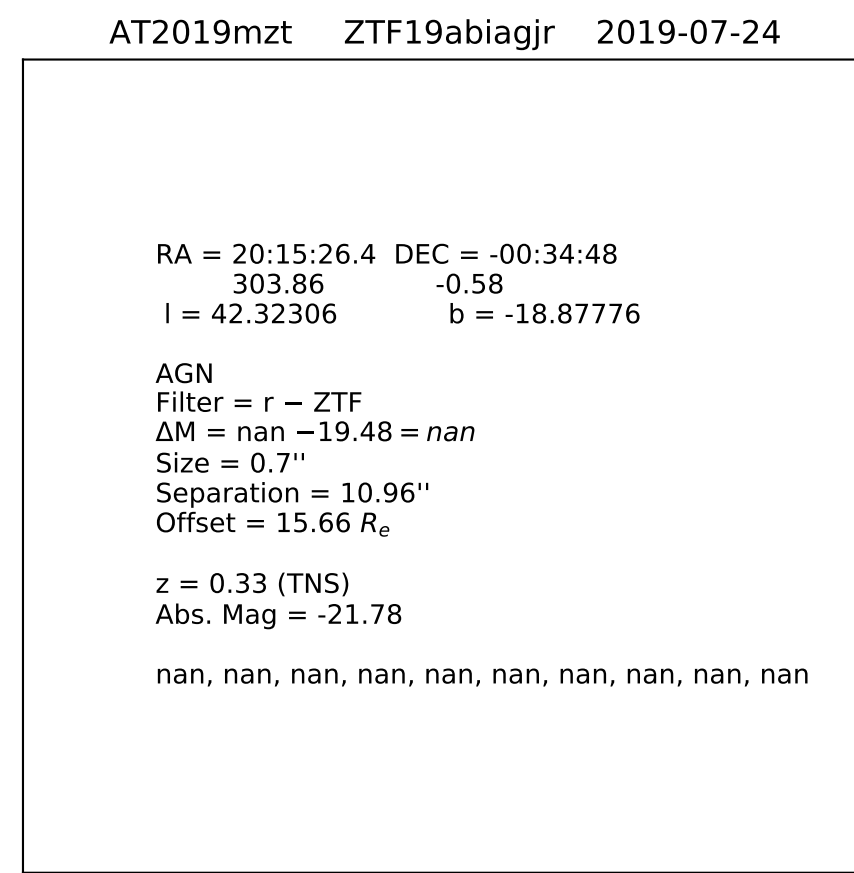 AT2019mzt ZTF19abiagjr 2019-07-24
RA = 20:15:26.4 DEC = -00:34:48
303.86 -0.58
l = 42.32306 b = -18.87776
AGN
Filter = r − ZTF
ΔM = nan −19.48 = nan
Size = 0.7''
Separation = 10.96''
Offset = 15.66 Rₑ
z = 0.33 (TNS)
Abs. Mag = -21.78
nan, nan, nan, nan, nan, nan, nan, nan, nan, nan